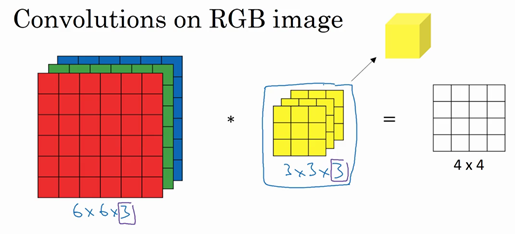 Convolutions on RGB image
*
=
6 x 6 x 3
3 x 3 x 3
4 x 4